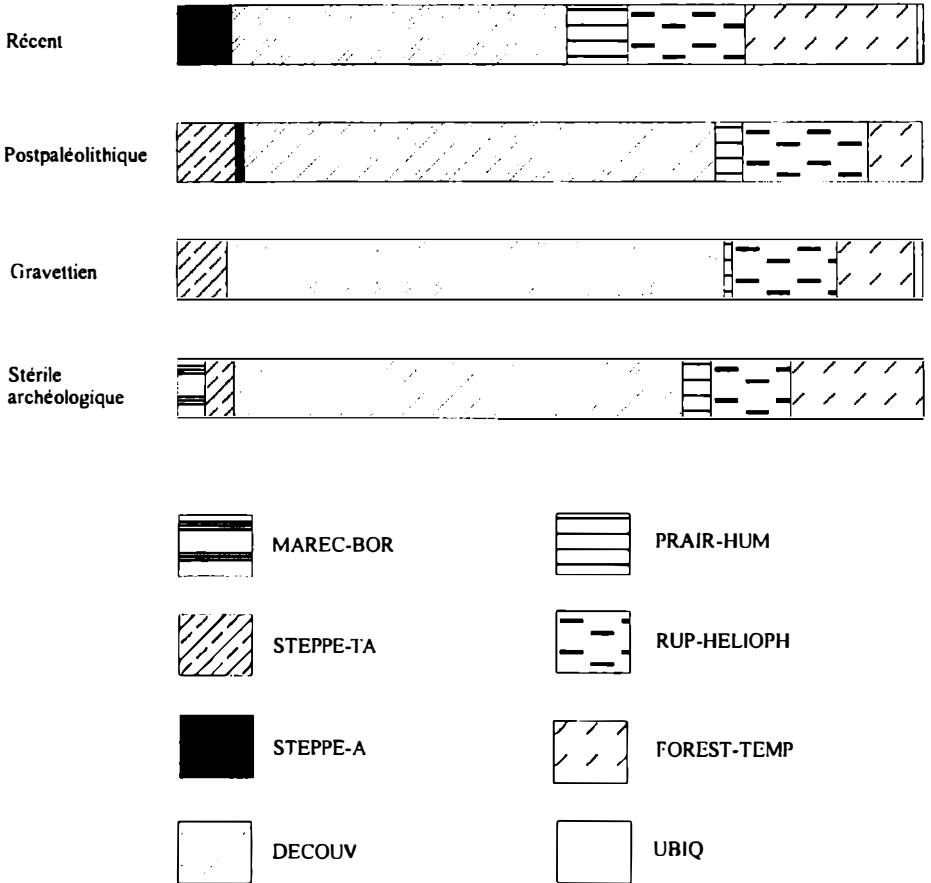 Récent
Postpaléolithique
Gravettien
Stérile
archéologique
MAREC-BOR
PRAIR-HUM
STEPPE-TA
RUP-HELIOPH
STEPPE-A
FOREST-TEMP
DECOUV
UBIQ